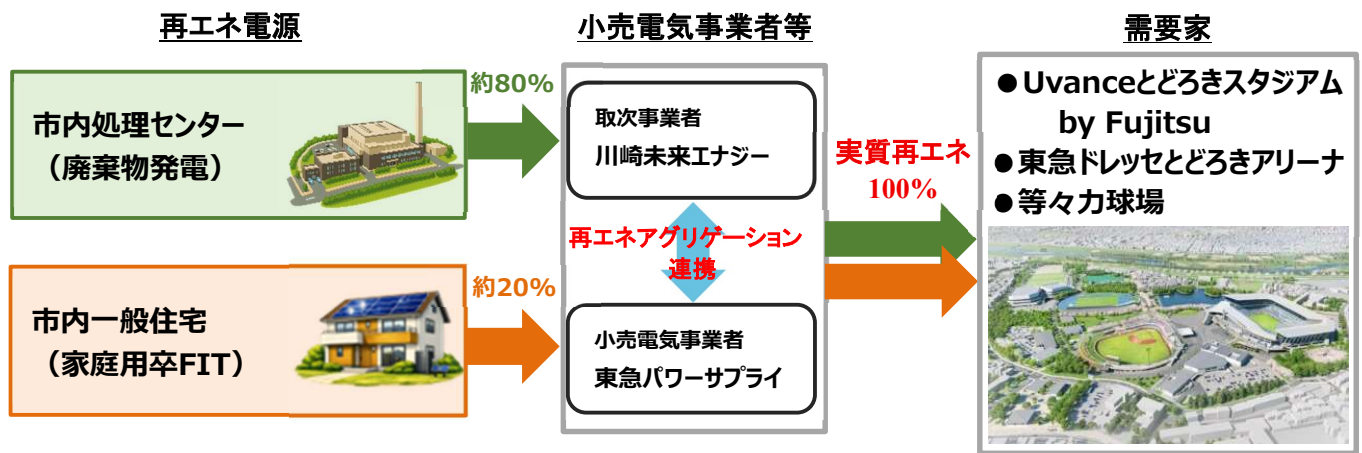 再エネ電源
小売電気事業者等
需要家
市内処理センター
（廃棄物発電）
約80%
市内一般住宅
（家庭用卒FIT）
約20%
取次事業者
川崎未来エナジー
再エネアグリゲーション
連携
小売電気事業者
東急パワーサプライ
実質再エネ
100%
●Uvanceとどろきスタジアム
by Fujitsu
●東急ドレッセとどろきアリーナ
●等々力球場